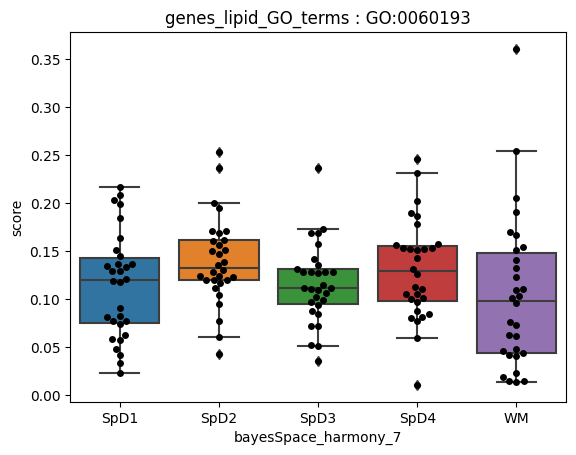 genes_lipid_GO_terms : GO:0060193
0.35
0.30
0.25
0.20
0.15
0.10
0.05
0.00
score
SpD1 SpD2 SpD3 SpD4 WM
bayesSpace_harmony_7